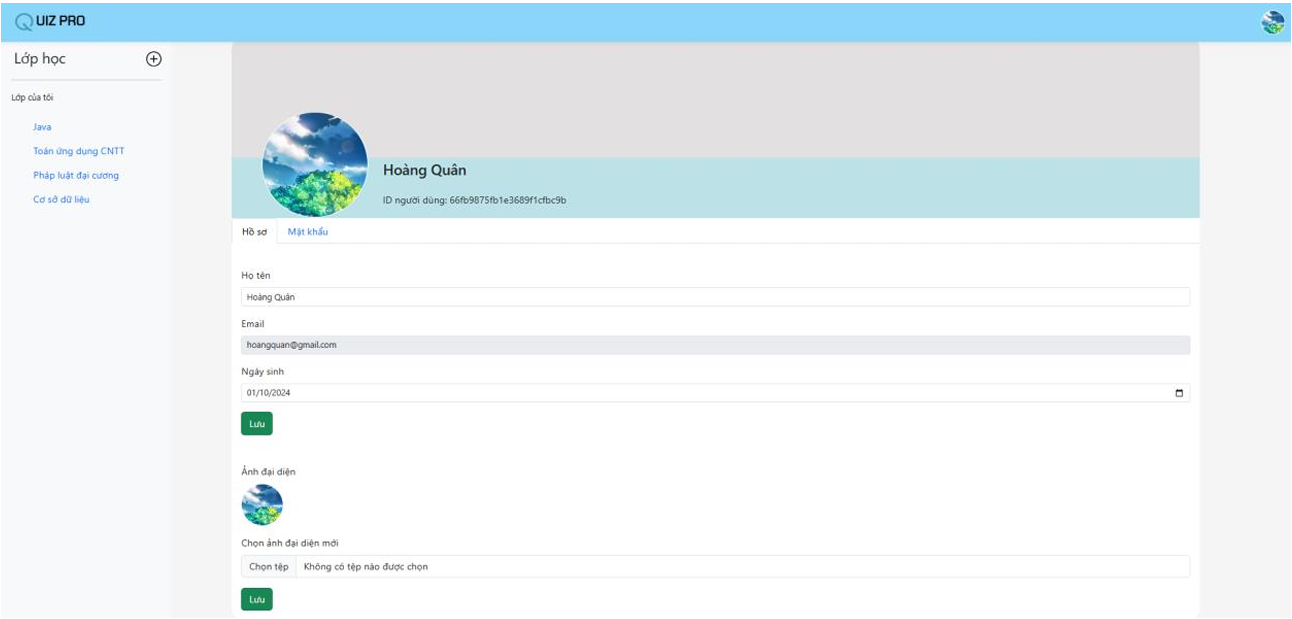 QUIZ PRO
Lớp học
Lớp của tôi
Java
Toán ứng dụng CNTT
Pháp luật đại cương
Cơ sở dữ liệu
Hoàng Quân
ID người dùng: 66fb9875fb1e3689f1cfbc9b
Hồ sơ
Mật khẩu
Họ tên
Hoàng Quân
Email
hoangquan@gmail.com
Ngày sinh
01/10/2024
Lưu
Ảnh đại diện
Chọn ảnh đại diện mới
Chọn tệp
Không có tệp nào được chọn
Lưu